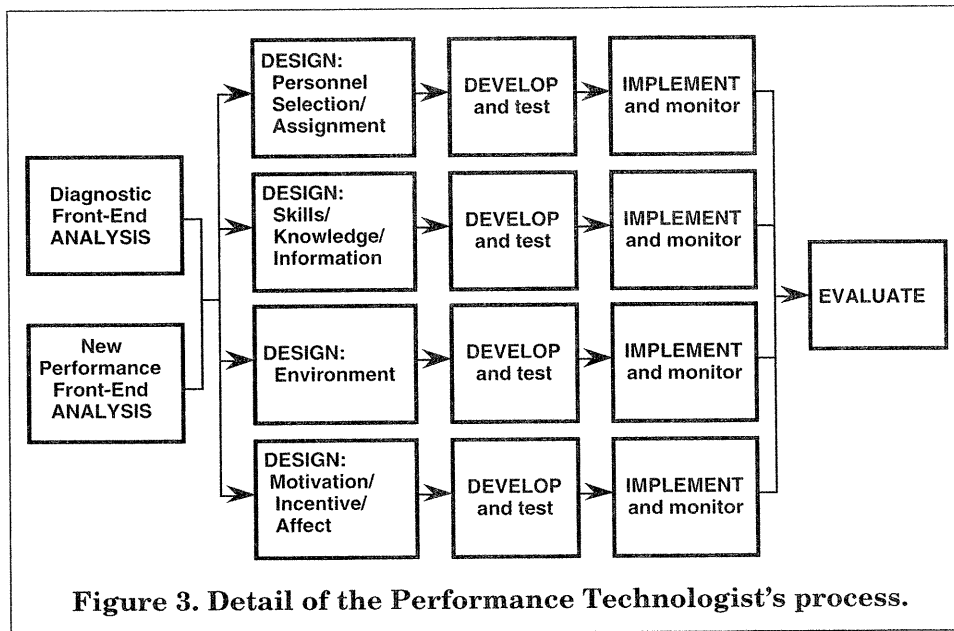 Diagnostic
Front-End
ANALYSIS
New
Performance
Front-End
ANALYSIS
DESIGN:
Personnel
Selection/
Assignment
DEVELOP
and test
IMPLEMENT
and monitor
DESIGN:
Skills/
Knowledge/
Information
DEVELOP
and test
IMPLEMENT
and monitor
DESIGN:
Environment
DEVELOP
and test
IMPLEMENT
and monitor
DESIGN:
Motivation/
Incentive/
Affect
DEVELOP
and test
IMPLEMENT
and monitor
EVALUATE
Figure 3. Detail of the Performance Technologist's process.